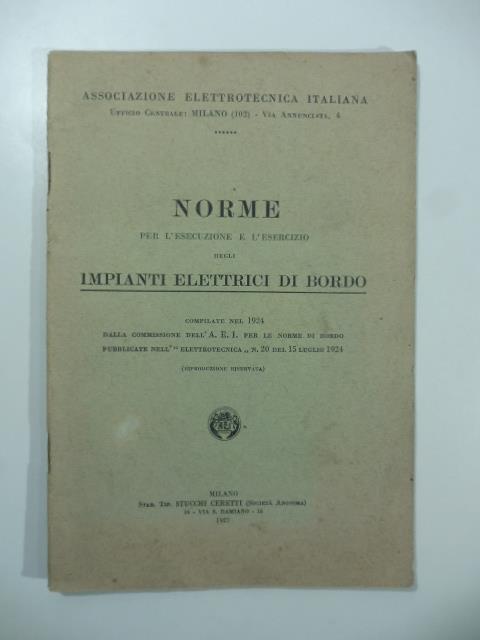 ASSOCIAZIONE ELETTROTECNICA ITALIANA
UFFICIO CENTRALE: MILANO (102) - VIA ANNUNCIATA, 4
NORME
PER L'ESECUZIONE E L'ESERCIZIO
DEGLI
IMPIANTI ELETTRICI DI BORDO
COMPILATE NEL 1924
DALLA COMMISSIONE DELL'A. E. I. PER LE NORME DI BORDO
PUBBLICATE NELL'" ELETTROTECNICA „ N. 20 DEL 15 LUGLIO 1924
(RIPRODUZIONE RISERVATA)
MILANO
STAB. TIP. STUCCHI CERETTI (SOCIETÀ ANONIMA)
16 - VIA S. DAMIANO - 16